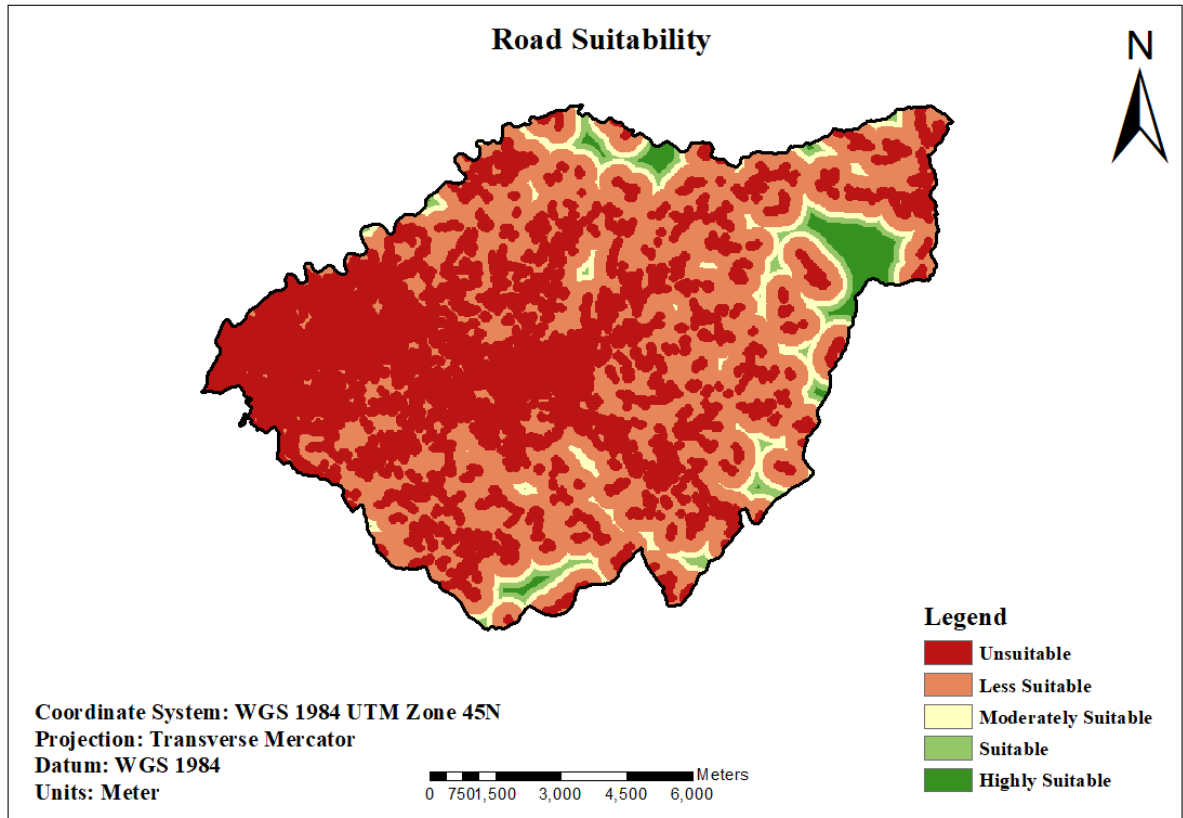 Road Suitability
N
Legend
Unsuitable
Less Suitable
Moderately Suitable
Suitable
Highly Suitable
Coordinate System: WGS 1984 UTM Zone 45N
Projection: Transverse Mercator
Datum: WGS 1984
Units: Meter
Meters
0 7501,500 3,000 4,500 6,000